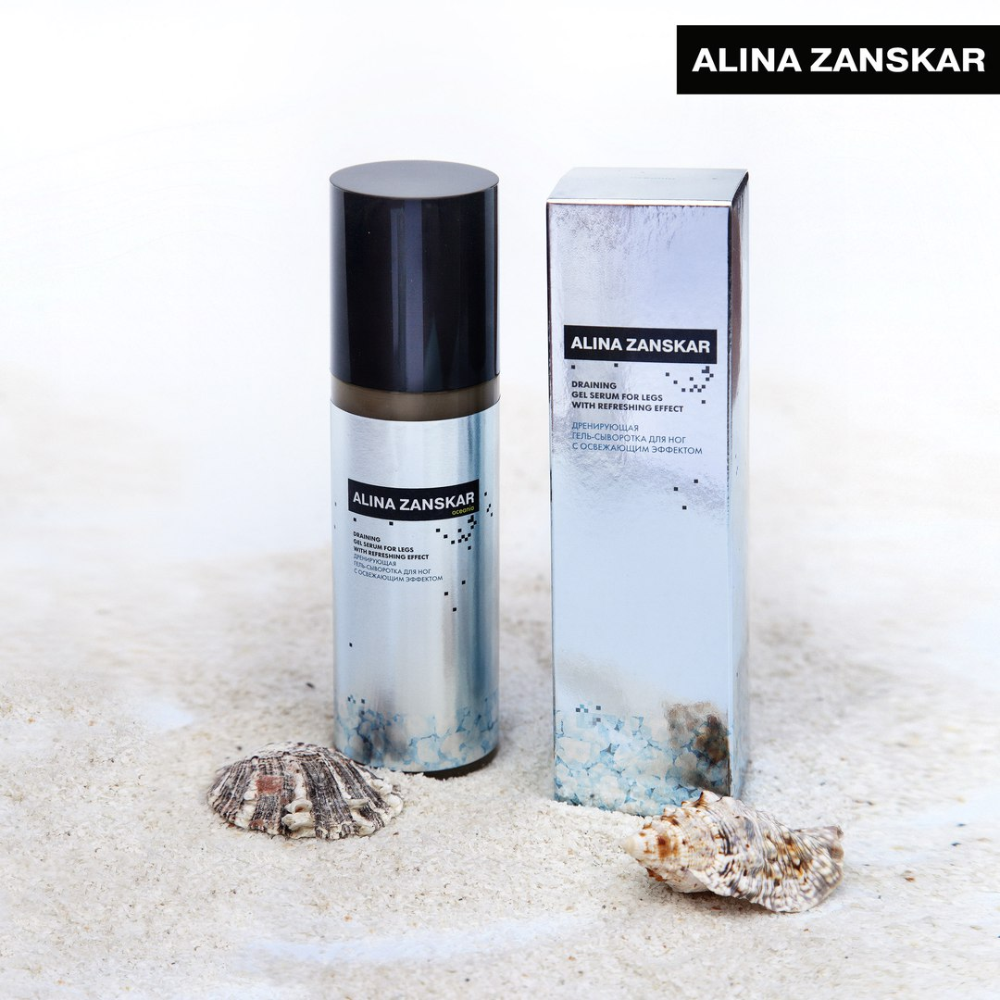 ALINA ZANSKAR
ALINA ZANSKAR
oceania
DRAINING
GEL SERUM FOR LEGS
WITH REFRESHING EFFECT
ДРЕНИРУЮЩАЯ
ГЕЛЬ-СЫВОРОТКА ДЛЯ НОГ
С ОСВЕЖАЮЩИМ ЭФФЕКТОМ
ALINA ZANSKAR
DRAINING
GEL SERUM FOR LEGS
WITH REFRESHING EFFECT
ДРЕНИРУЮЩАЯ
ГЕЛЬ-СЫВОРОТКА ДЛЯ НОГ
С ОСВЕЖАЮЩИМ ЭФФЕКТОМ